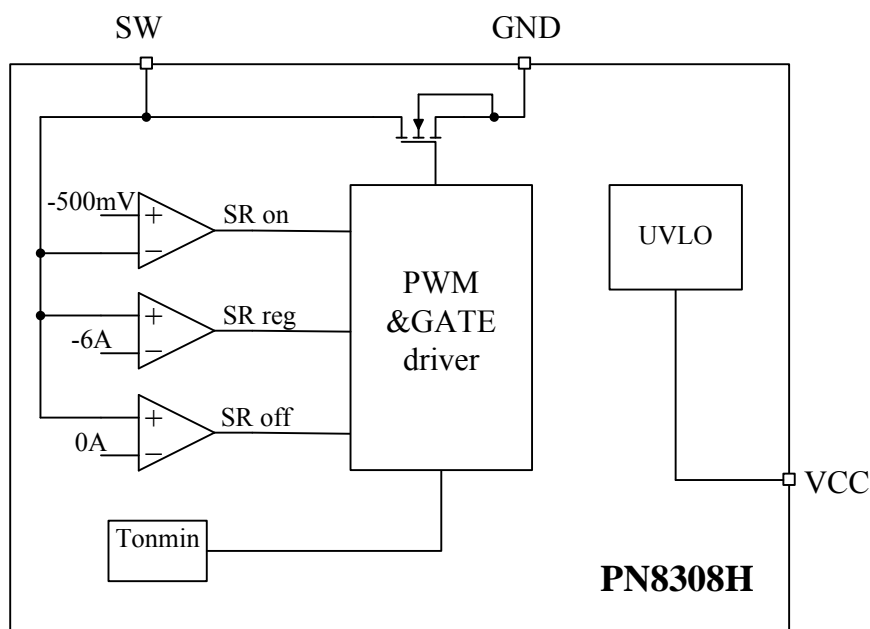 SW
GND
-500mV
+
−
SR on
UVLO
PWM
&GATE
driver
+
−
-6A
SR reg
+
−
0A
SR off
VCC
Tonmin
PN8308H